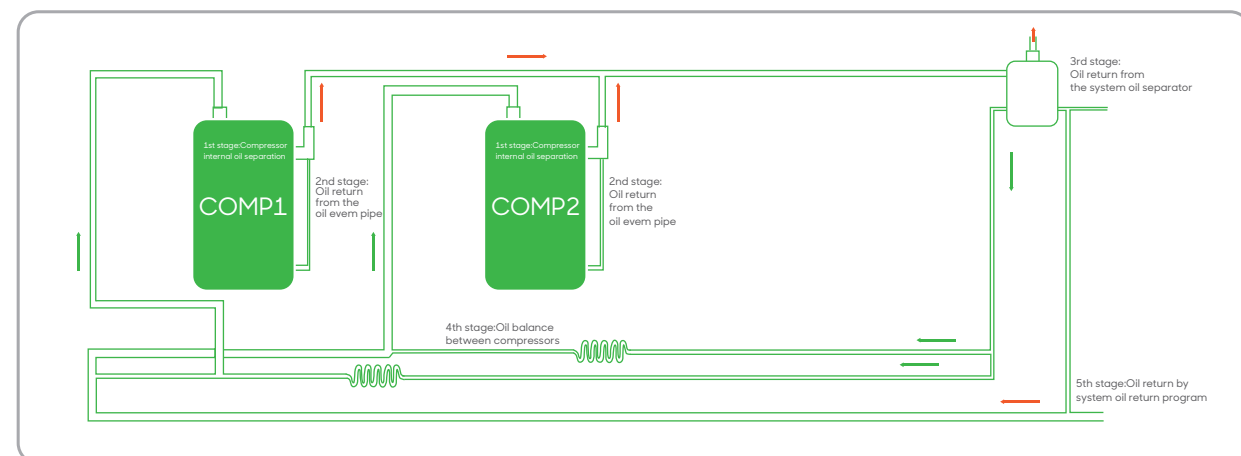 3rd stage:
Oil return from
the system oil separator
1st stage:Compressor
internal oil separation
COMP1
2nd stage:
Oil return
from the
oil evem pipe
1st stage:Compressor
internal oil separation
COMP2
2nd stage:
Oil return
from the
oil evem pipe
4th stage:Oil balance
between compressors
5th stage:Oil return by
system oil return program